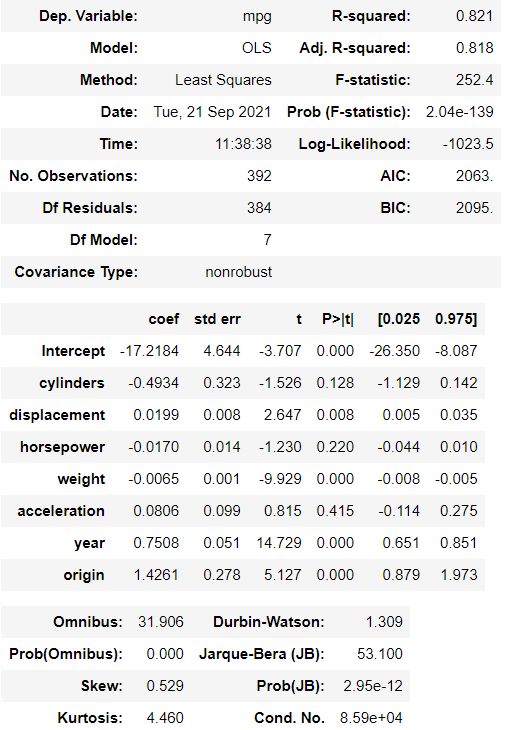 Dep. Variable: mpg R-squared: 0.821
Model: OLS Adj. R-squared: 0.818
Method: Least Squares F-statistic: 252.4
Date: Tue, 21 Sep 2021 Prob (F-statistic): 2.04e-139
Time: 11:38:38 Log-Likelihood: -1023.5
No. Observations: 392 AIC: 2063.
Df Residuals: 384 BIC: 2095.
Df Model: 7
Covariance Type: nonrobust
coef std err t P>|t| [0.025 0.975]
Intercept -17.2184 4.644 -3.707 0.000 -26.350 -8.087
cylinders -0.4934 0.323 -1.526 0.128 -1.129 0.142
displacement 0.0199 0.008 2.647 0.008 0.005 0.035
horsepower -0.0170 0.014 -1.230 0.220 -0.044 0.010
weight -0.0065 0.001 -9.929 0.000 -0.008 -0.005
acceleration 0.0806 0.099 0.815 0.415 -0.114 0.275
year 0.7508 0.051 14.729 0.000 0.651 0.851
origin 1.4261 0.278 5.127 0.000 0.879 1.973
Omnibus: 31.906 Durbin-Watson: 1.309
Prob(Omnibus): 0.000 Jarque-Bera (JB): 53.100
Skew: 0.529 Prob(JB): 2.95e-12
Kurtosis: 4.460 Cond. No. 8.59e+04